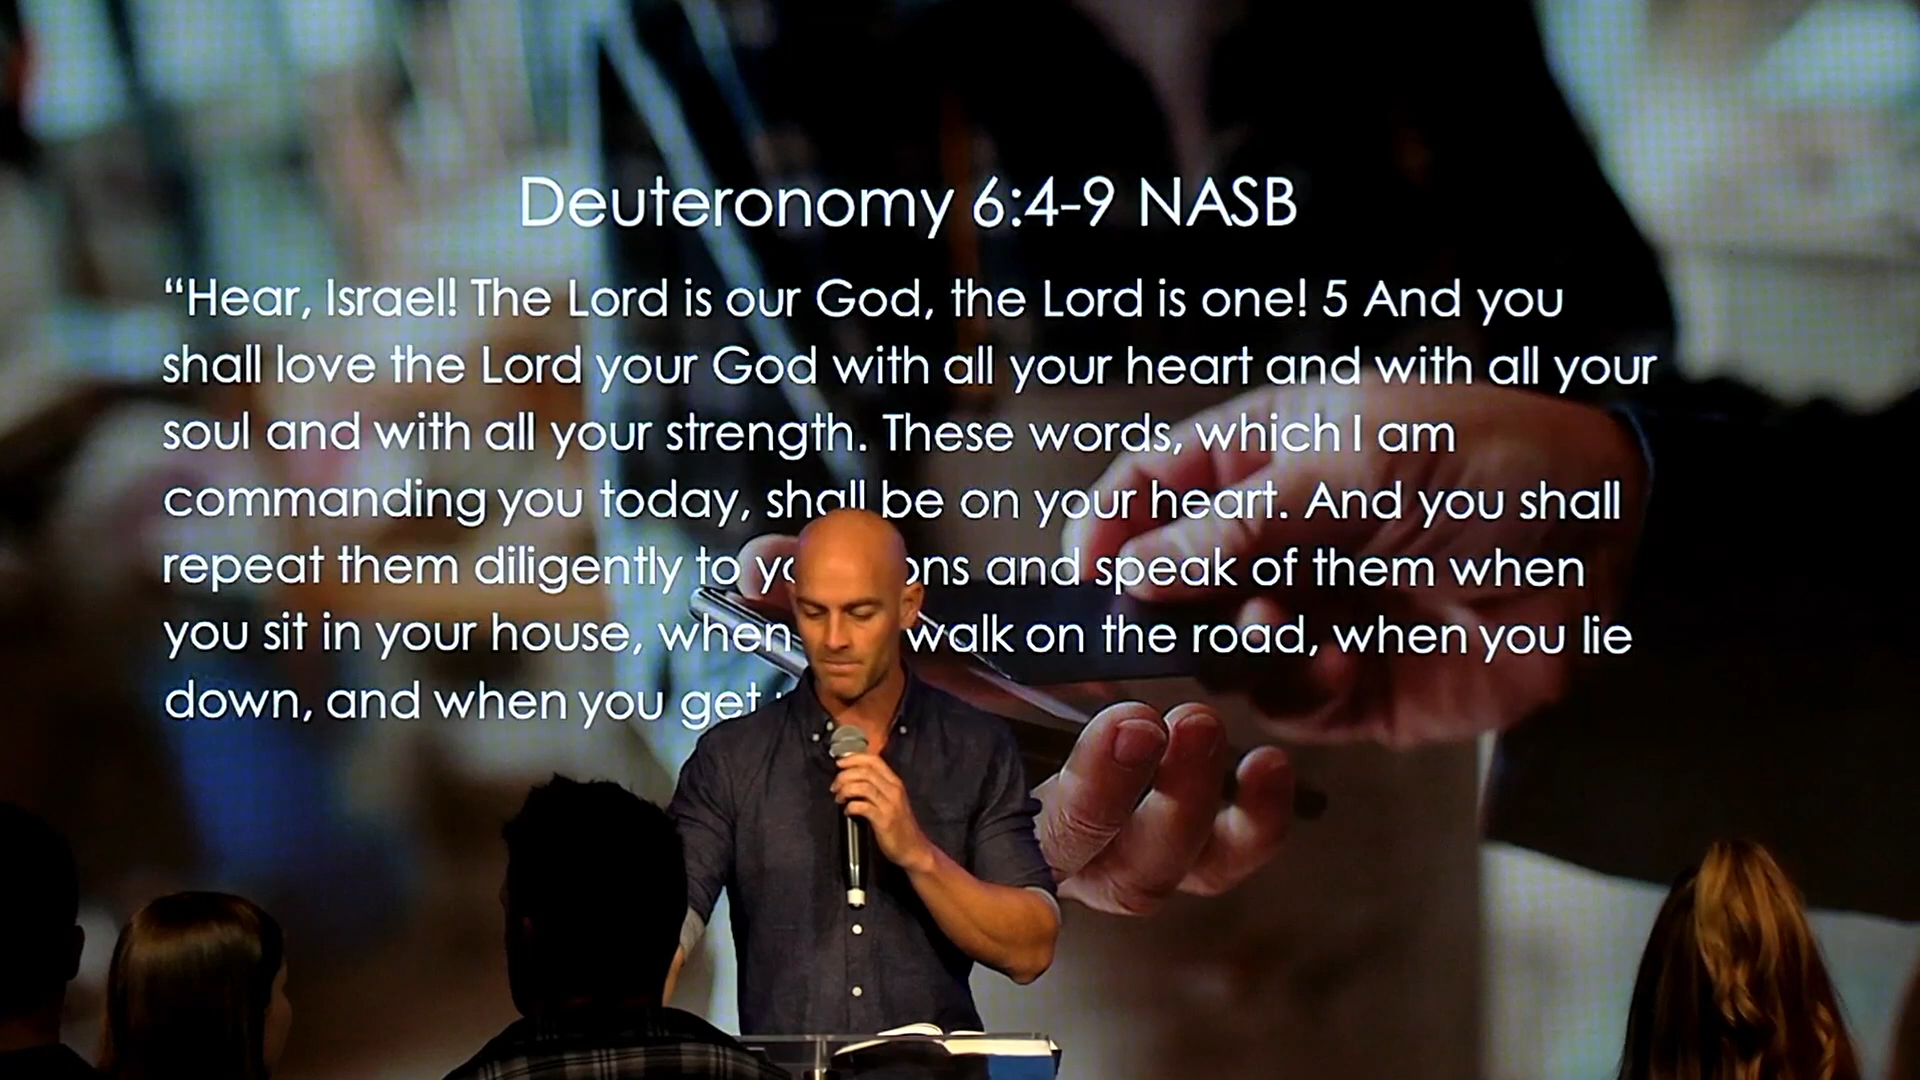 Deuteronomy 6:4-9 NASB
“Hear, Israel! The Lord is our God, the Lord is one! 5 And you
shall love the Lord your God with all your heart and with all your
soul and with all your strength. These words, which I am
commanding you today, shall be on your heart. And you shall
repeat them diligently to and speak of them when
you sit in your house, when walk on the road, when you lie
down, and when you get